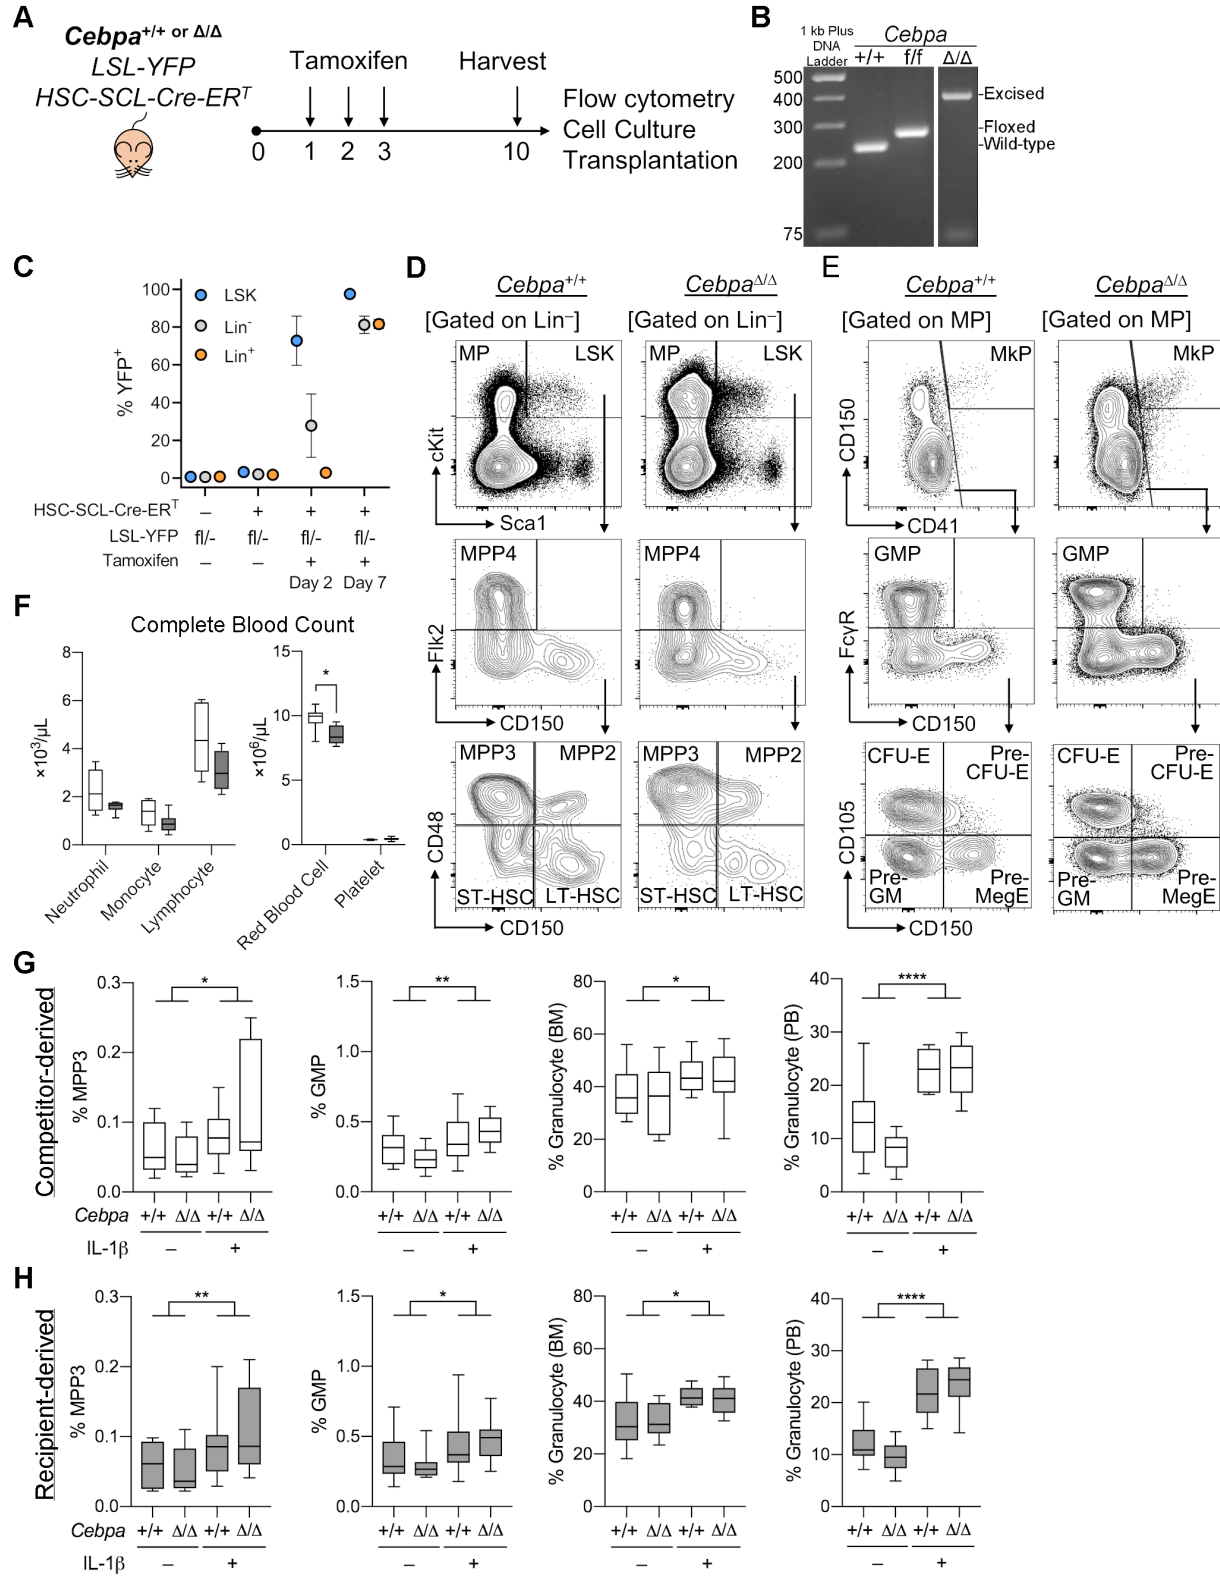 A
Cebpa+/+ or Δ/Δ
LSL-YFP
HSC-SCL-Cre-ERT
Tamoxifen
Harvest
0 1 2 3 10
Flow cytometry
Cell Culture
Transplantation
B
1 kb Plus
DNA
Ladder
Cebpa
+/+ f/f Δ/Δ
500
400
300
200
75
-Excised
-Floxed
-Wild-type
C
% YFP+
100
80
60
40
20
0
LSK
Lin-
Lin+
HSC-SCL-Cre-ERT – + + +
LSL-YFP fl/- fl/- fl/- fl/-
Tamoxifen – – + +
Day 2 Day 7
D
Cebpa+/+ CebpaΔ/Δ
[Gated on Lin–] [Gated on Lin–]
MP LSK MP LSK
cKit
Sca1
MPP4 MPP4
Flk2
CD150
MPP3 MPP2 MPP3 MPP2
CD48
ST-HSC LT-HSC ST-HSC LT-HSC
CD150
E
Cebpa+/+ CebpaΔ/Δ
[Gated on MP] [Gated on MP]
MkP MkP
CD150
CD41
GMP GMP
FcγR
CD150
CFU-E Pre-
CFU-E
CFU-E Pre-
CFU-E
CD105
Pre-
GM
Pre-
MegE
Pre-
GM
Pre-
MegE
CD150
F
Complete Blood Count
×10³/µL
8
6
4
2
0
Neutrophil
Monocyte
Lymphocyte
×10⁶/µL
15
10
5
0
*
Red Blood Cell
Platelet
G
Competitor-derived
% MPP3
0.3
0.2
0.1
0.0
*
% GMP
1.5
1.0
0.5
0.0
**
% Granulocyte (BM)
80
60
40
20
0
*
% Granulocyte (PB)
40
30
20
10
0
****
Cebpa +/+ Δ/Δ +/+ Δ/Δ +/+ Δ/Δ +/+ Δ/Δ +/+ Δ/Δ +/+ Δ/Δ +/+ Δ/Δ +/+ Δ/Δ
IL-1β – + – + – + – +
H
Recipient-derived
% MPP3
0.3
0.2
0.1
0.0
**
% GMP
1.5
1.0
0.5
0.0
*
% Granulocyte (BM)
80
60
40
20
0
*
% Granulocyte (PB)
40
30
20
10
0
****
Cebpa +/+ Δ/Δ +/+ Δ/Δ +/+ Δ/Δ +/+ Δ/Δ +/+ Δ/Δ +/+ Δ/Δ +/+ Δ/Δ +/+ Δ/Δ
IL-1β – + – + – + – +